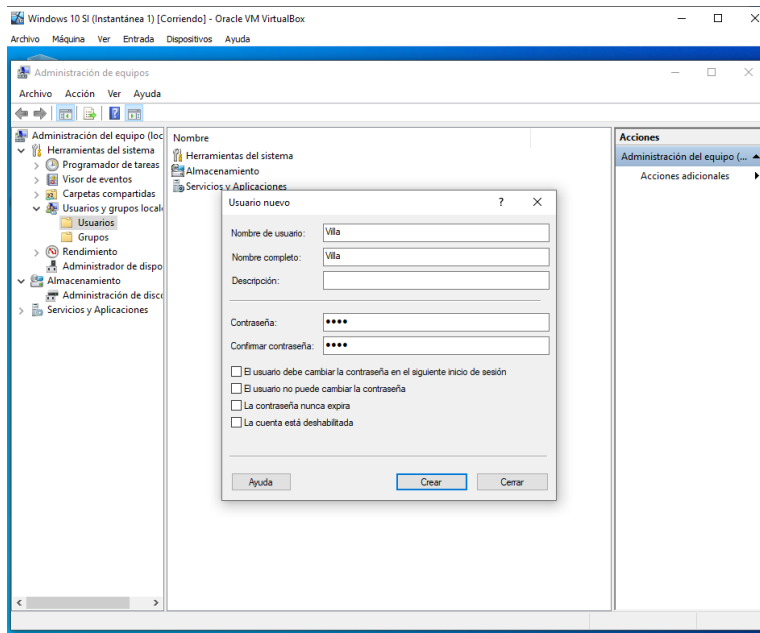 Windows 10 SI (Instantánea 1) [Corriendo] - Oracle VM VirtualBox
Archivo Máquina Ver Entrada Dispositivos Ayuda
Administración de equipos
Archivo Acción Ver Ayuda
Administración del equipo (loc
Herramientas del sistema
Programador de tareas
Visor de eventos
Carpetas compartidas
Usuarios y grupos locale
Usuarios
Grupos
Rendimiento
Administrador de dispo
Almacenamiento
Administración de disco
Servicios y Aplicaciones
Nombre
Herramientas del sistema
Almacenamiento
Servicios y Aplicaciones
Acciones
Administración del equipo (...
Acciones adicionales
Usuario nuevo
Nombre de usuario: Villa
Nombre completo: Villa
Descripción:
Contraseña: ••••
Confirmar contraseña: ••••
El usuario debe cambiar la contraseña en el siguiente inicio de sesión
El usuario no puede cambiar la contraseña
La contraseña nunca expira
La cuenta está deshabilitada
Ayuda Crear Cerrar